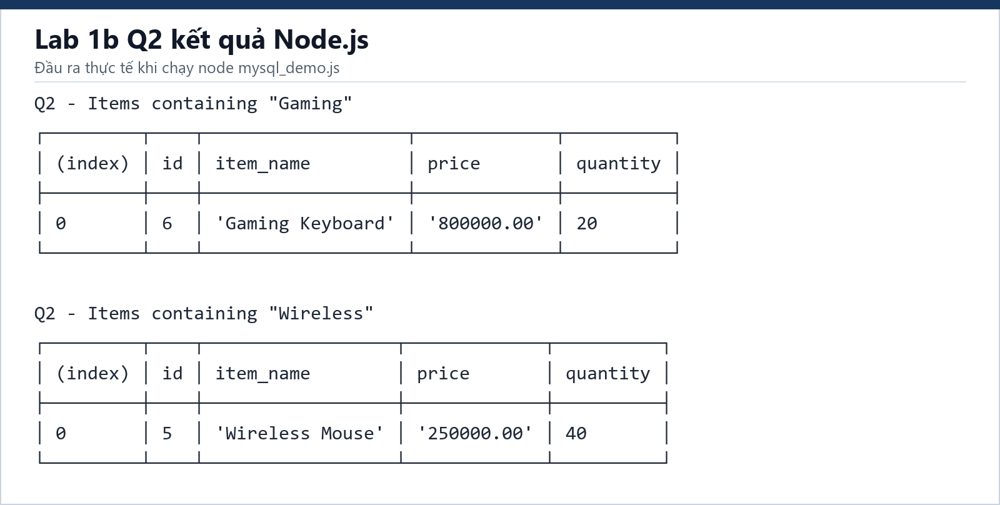 Lab 1b Q2 kết quả Node.js
Đầu ra thực tế khi chạy node mysql_demo.js
Q2 - Items containing "Gaming"
(index) id item_name price quantity
0 6 'Gaming Keyboard' '800000.00' 20
Q2 - Items containing "Wireless"
(index) id item_name price quantity
0 5 'Wireless Mouse' '250000.00' 40